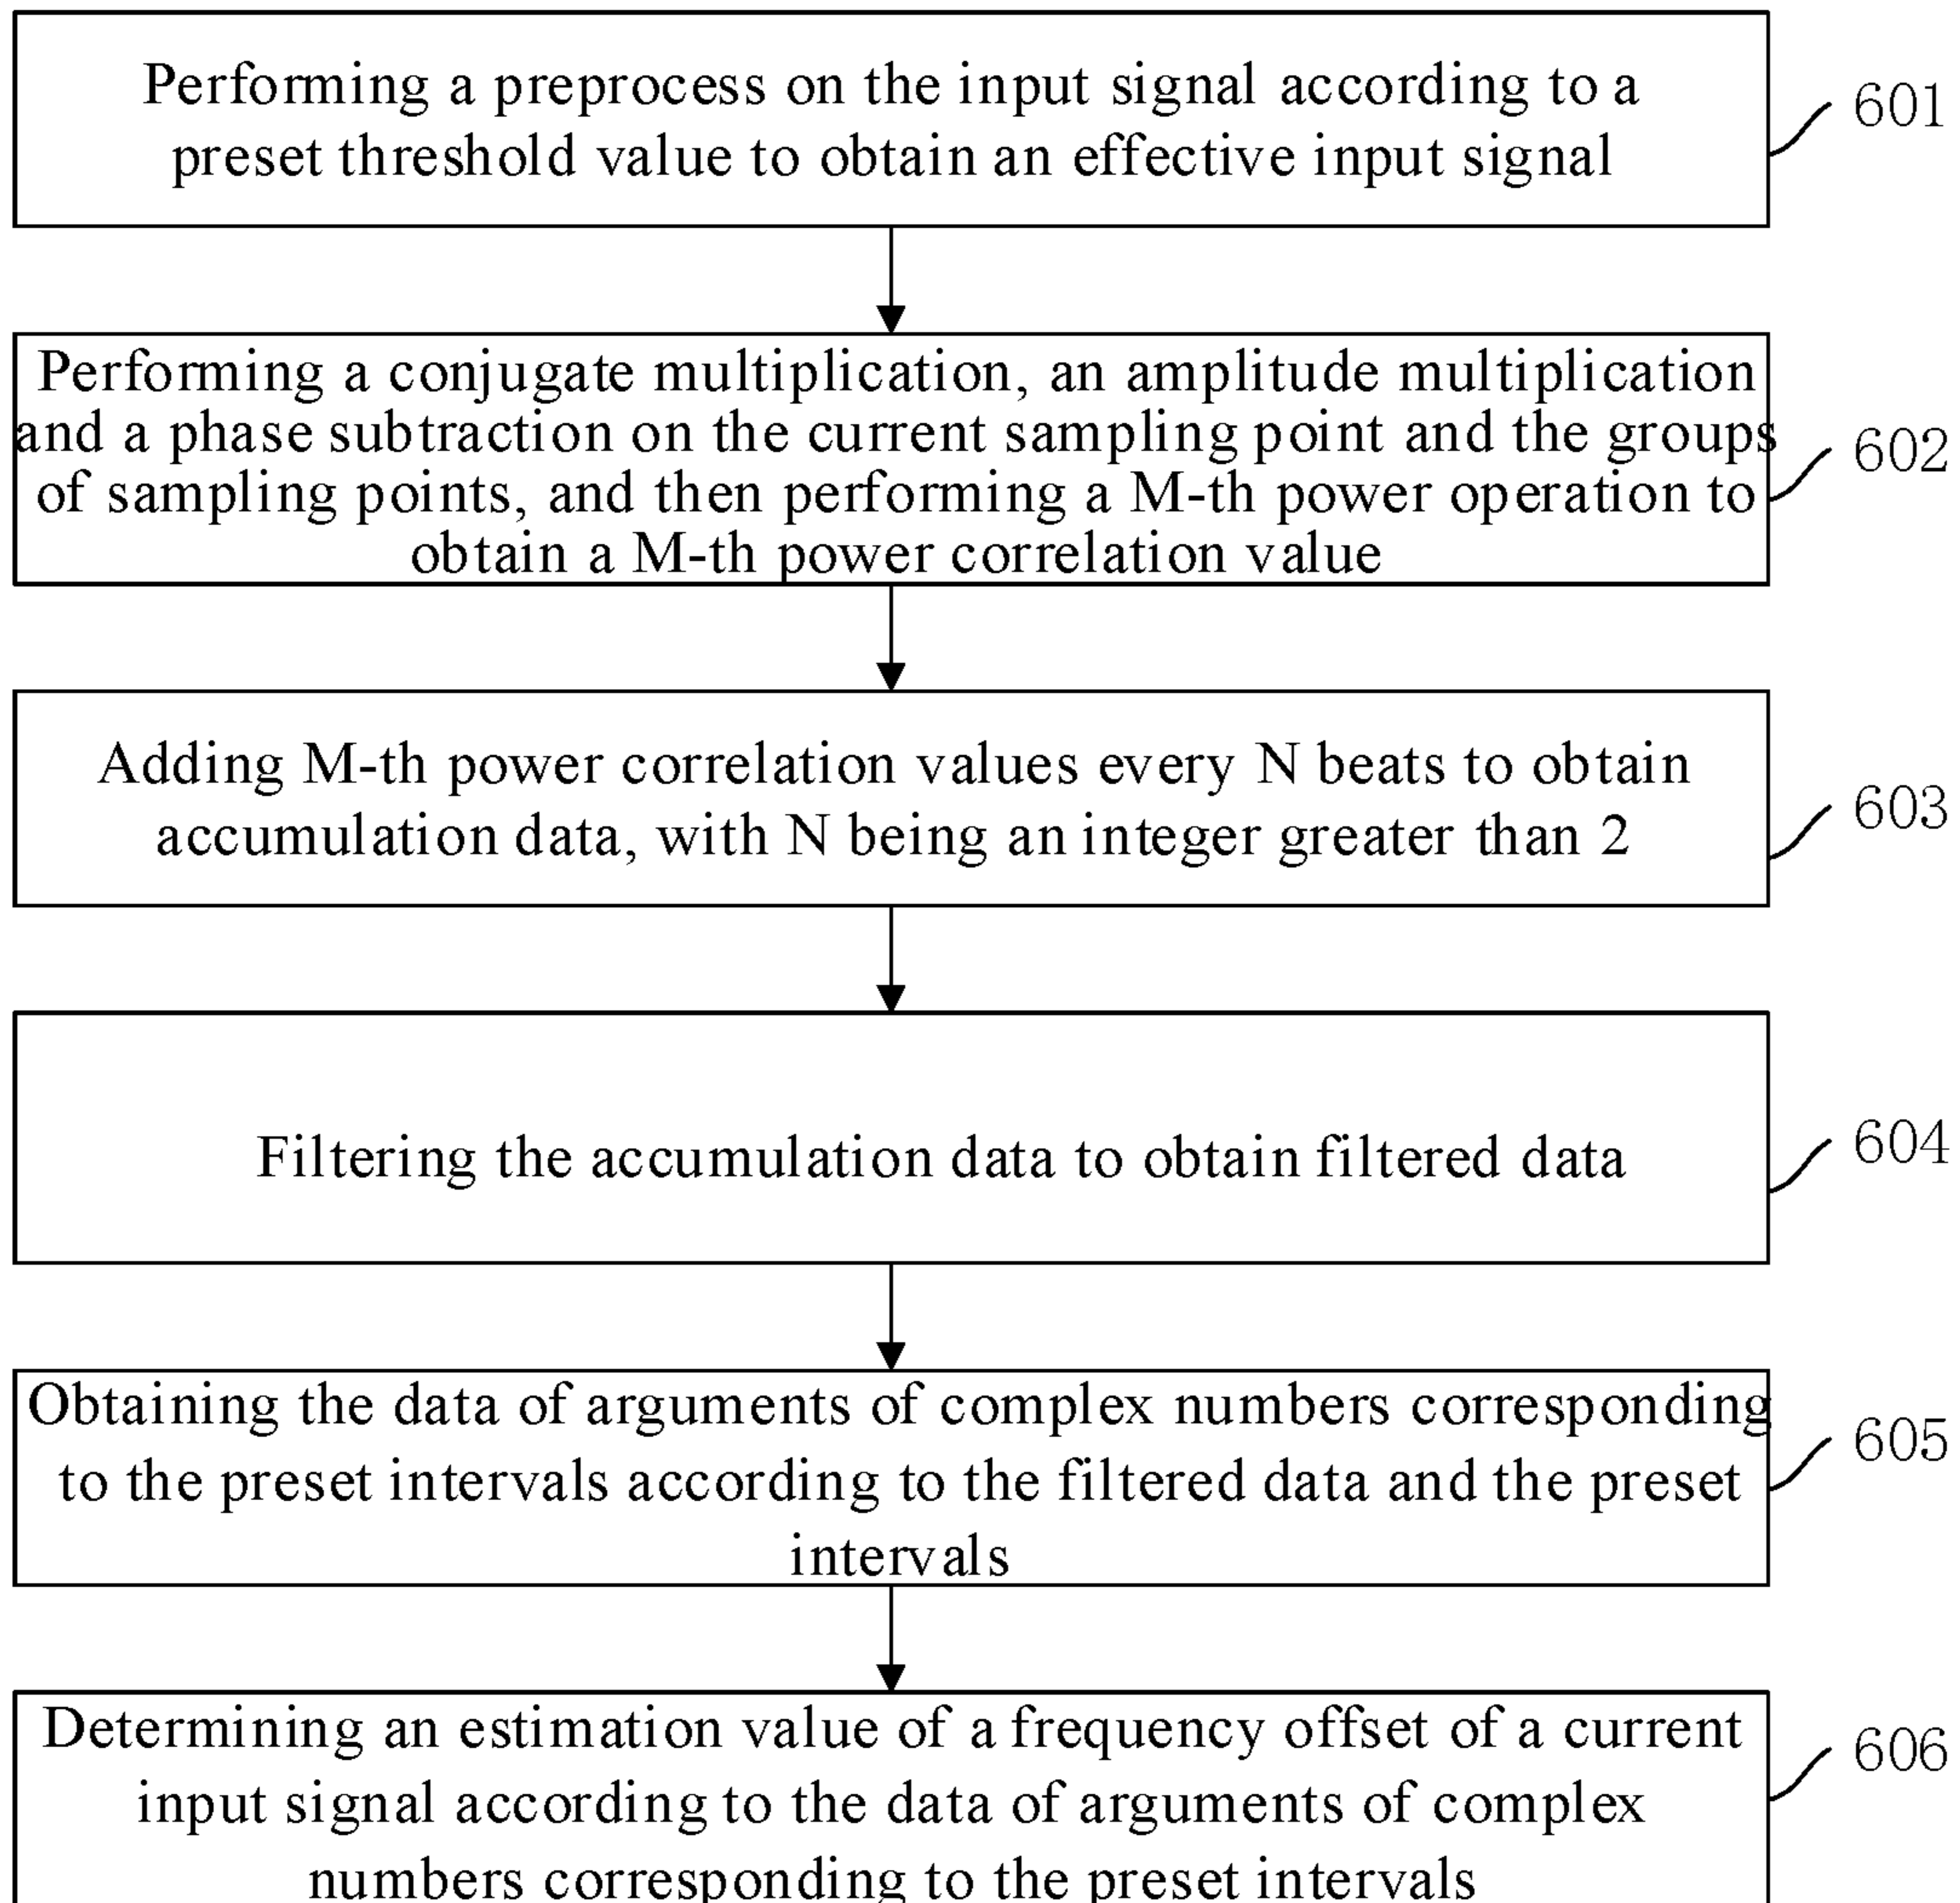 Performing a preprocess on the input signal according to a
preset threshold value to obtain an effective input signal
601
Performing a conjugate multiplication, an amplitude multiplication
and a phase subtraction on the current sampling point and the groups
of sampling points, and then performing a M-th power operation to
obtain a M-th power correlation value
602
Adding M-th power correlation values every N beats to obtain
accumulation data, with N being an integer greater than 2
603
Filtering the accumulation data to obtain filtered data
604
Obtaining the data of arguments of complex numbers corresponding
to the preset intervals according to the filtered data and the preset
intervals
605
Determining an estimation value of a frequency offset of a current
input signal according to the data of arguments of complex
numbers corresponding to the preset intervals
606